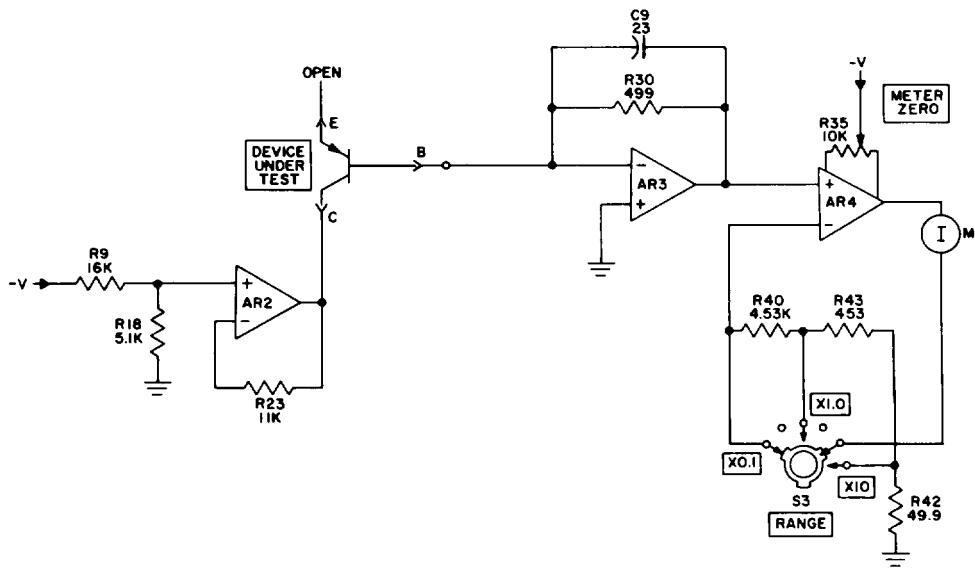 C9
23
OPEN
R30
499
-V
METER
ZERO
R35
10K
E
DEVICE
UNDER
TEST
B
-
+
AR3
+
-
AR4
I
M
C
R9
16K
-V
+
-
AR2
R18
5.1K
R23
11K
R40
4.53K
R43
453
X1.0
X0.1
X10
S3
RANGE
R42
49.9